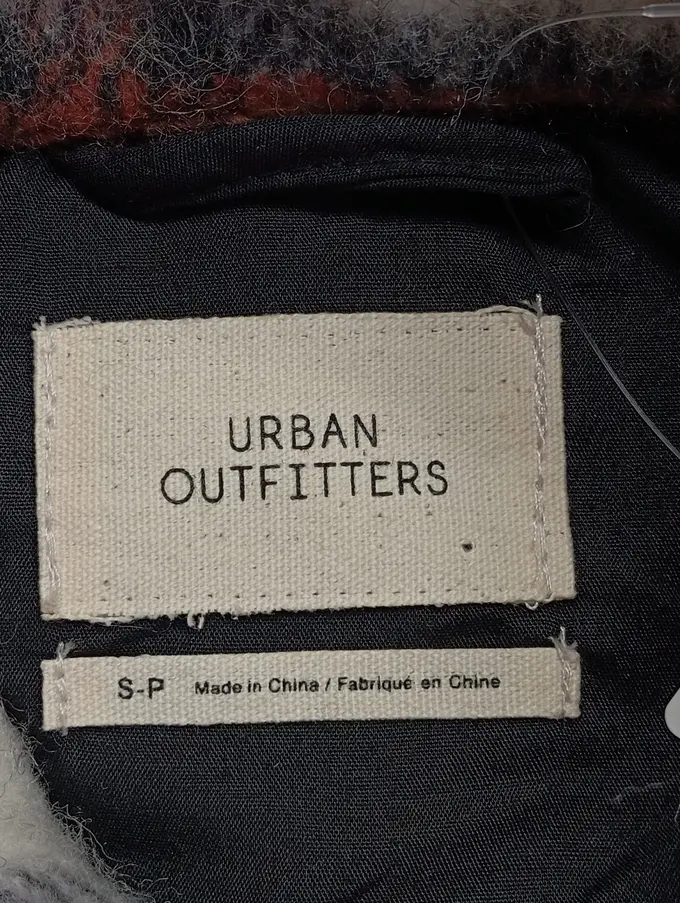 URBAN
OUTFITTERS
S-P Made in China / Fabriqué en Chine